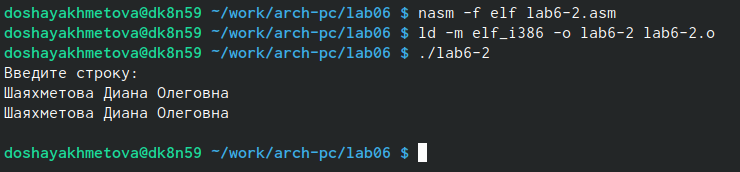 doshayakhmetova@dk8n59 ~/work/arch-pc/lab06 $ nasm -f elf lab6-2.asm
doshayakhmetova@dk8n59 ~/work/arch-pc/lab06 $ ld -m elf_i386 -o lab6-2 lab6-2.o
doshayakhmetova@dk8n59 ~/work/arch-pc/lab06 $ ./lab6-2
Введите строку:
Шаяхметова Диана Олеговна
Шаяхметова Диана Олеговна
doshayakhmetova@dk8n59 ~/work/arch-pc/lab06 $